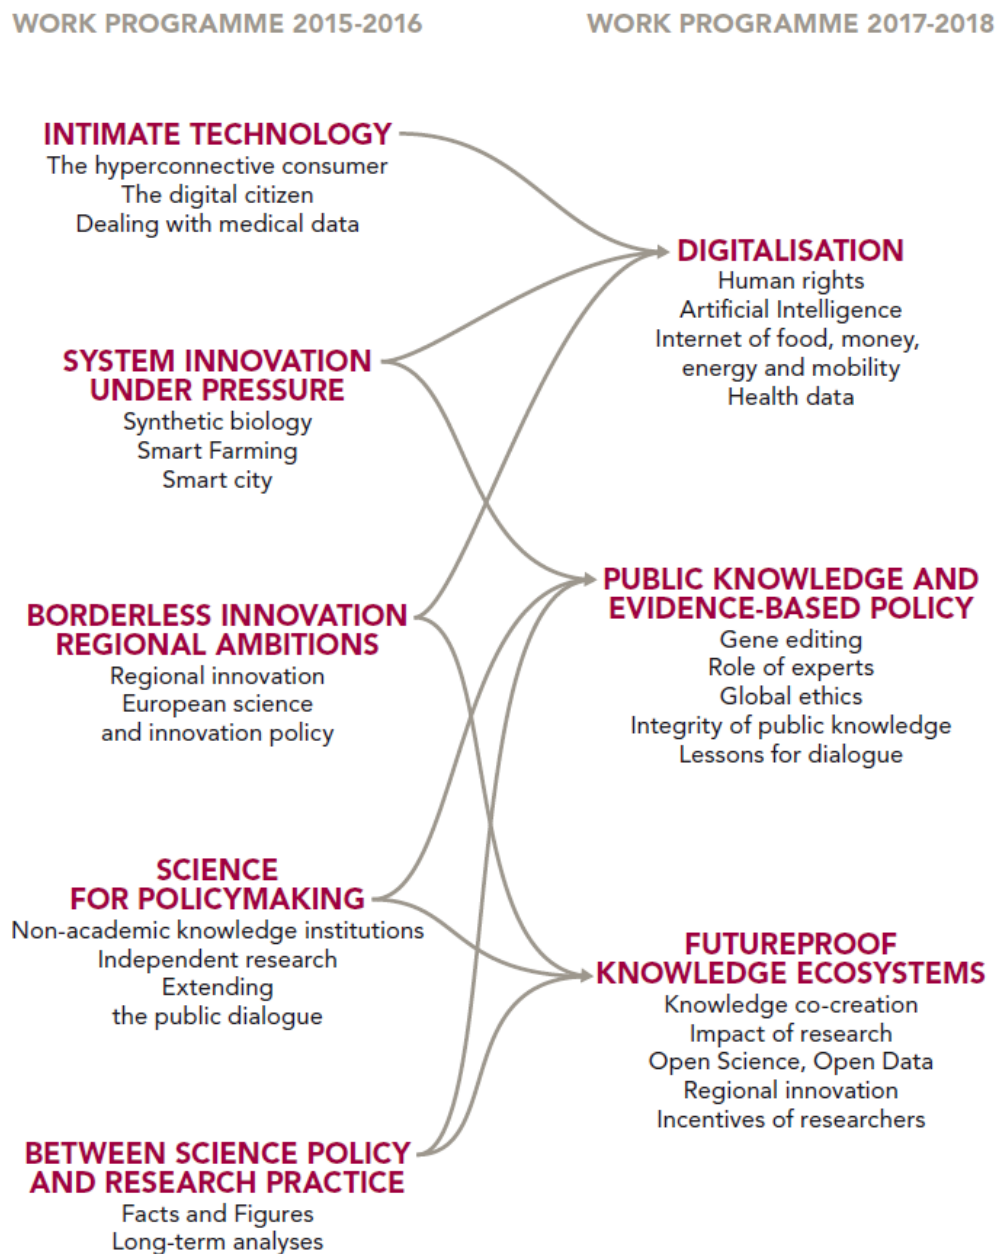 WORK PROGRAMME 2015-2016
WORK PROGRAMME 2017-2018
INTIMATE TECHNOLOGY
The hyperconnective consumer
The digital citizen
Dealing with medical data
SYSTEM INNOVATION
UNDER PRESSURE
Synthetic biology
Smart Farming
Smart city
BORDERLESS INNOVATION
REGIONAL AMBITIONS
Regional innovation
European science
and innovation policy
SCIENCE
FOR POLICYMAKING
Non-academic knowledge institutions
Independent research
Extending
the public dialogue
BETWEEN SCIENCE POLICY
AND RESEARCH PRACTICE
Facts and Figures
Long-term analyses
DIGITALISATION
Human rights
Artificial Intelligence
Internet of food, money,
energy and mobility
Health data
PUBLIC KNOWLEDGE AND
EVIDENCE-BASED POLICY
Gene editing
Role of experts
Global ethics
Integrity of public knowledge
Lessons for dialogue
FUTUREPROOF
KNOWLEDGE ECOSYSTEMS
Knowledge co-creation
Impact of research
Open Science, Open Data
Regional innovation
Incentives of researchers